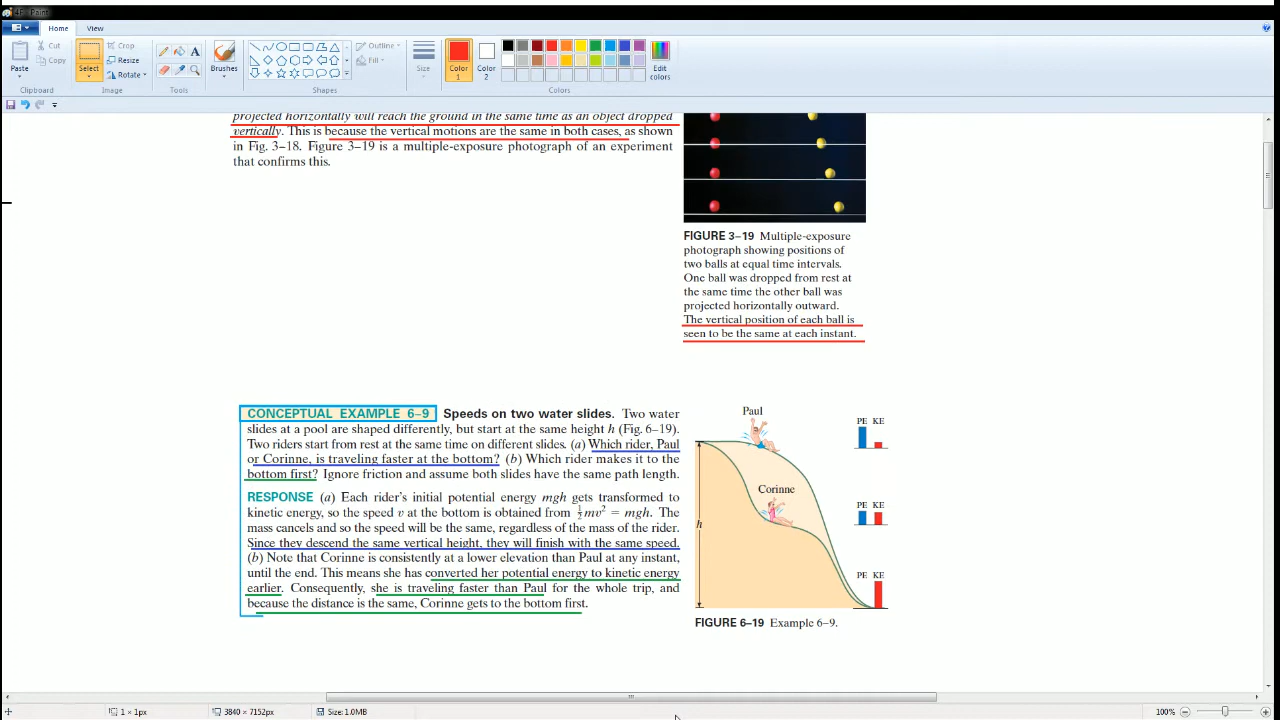 4E - Paint
Home
View
Paste
Cut
Copy
Clipboard
Select
Crop
Resize
Rotate
Image
A
Tools
Brushes
Outline
Fill
Shapes
Size
Color 1
Color 2
Edit colors
Colors
projected horizontally will reach the ground in the same time as an object dropped
vertically. This is because the vertical motions are the same in both cases, as shown
in Fig. 3–18. Figure 3–19 is a multiple-exposure photograph of an experiment
that confirms this.
FIGURE 3–19 Multiple-exposure
photograph showing positions of
two balls at equal time intervals.
One ball was dropped from rest at
the same time the other ball was
projected horizontally outward.
The vertical position of each ball is
seen to be the same at each instant.
CONCEPTUAL EXAMPLE 6–9 Speeds on two water slides. Two water
slides at a pool are shaped differently, but start at the same height h (Fig. 6–19).
Two riders start from rest at the same time on different slides. (a) Which rider, Paul
or Corinne, is traveling faster at the bottom? (b) Which rider makes it to the
bottom first? Ignore friction and assume both slides have the same path length.
RESPONSE (a) Each rider's initial potential energy mgh gets transformed to
kinetic energy, so the speed v at the bottom is obtained from ½mv² = mgh. The
mass cancels and so the speed will be the same, regardless of the mass of the rider.
Since they descend the same vertical height, they will finish with the same speed.
(b) Note that Corinne is consistently at a lower elevation than Paul at any instant,
until the end. This means she has converted her potential energy to kinetic energy
earlier. Consequently, she is traveling faster than Paul for the whole trip, and
because the distance is the same, Corinne gets to the bottom first.
Paul
PE KE
Corinne
PE KE
h
PE KE
FIGURE 6–19 Example 6–9.
1 × 1px
3840 × 7152px
Size: 1.0MB
100%